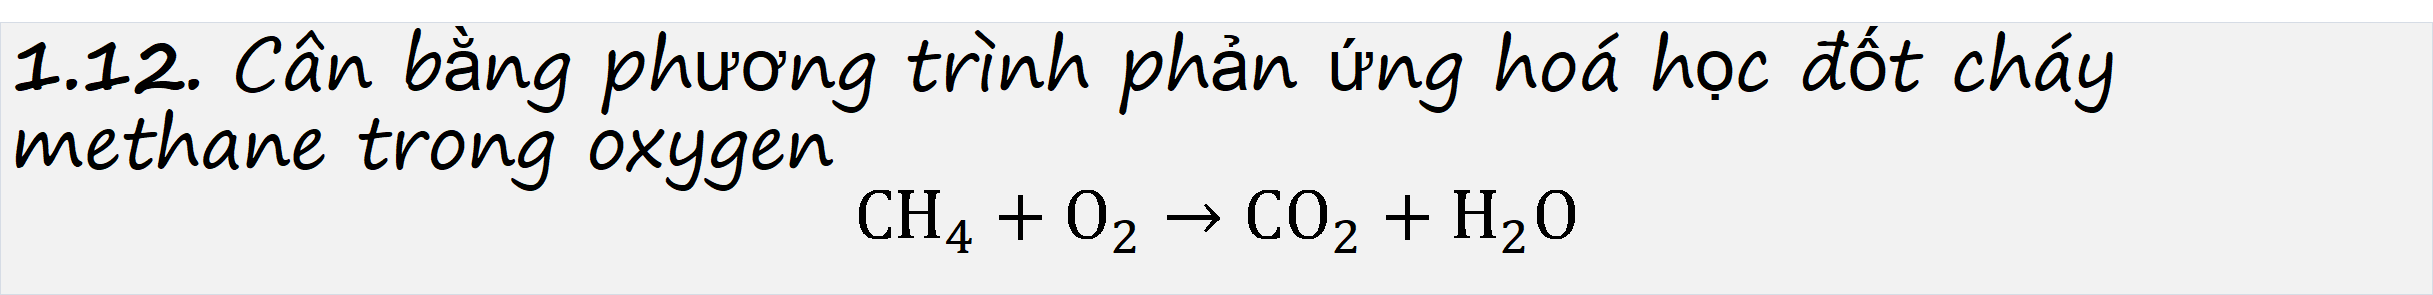 1.12. Cân bằng phương trình phản ứng hoá học đốt cháy
methane trong oxygen
CH₄ + O₂ → CO₂ + H₂O